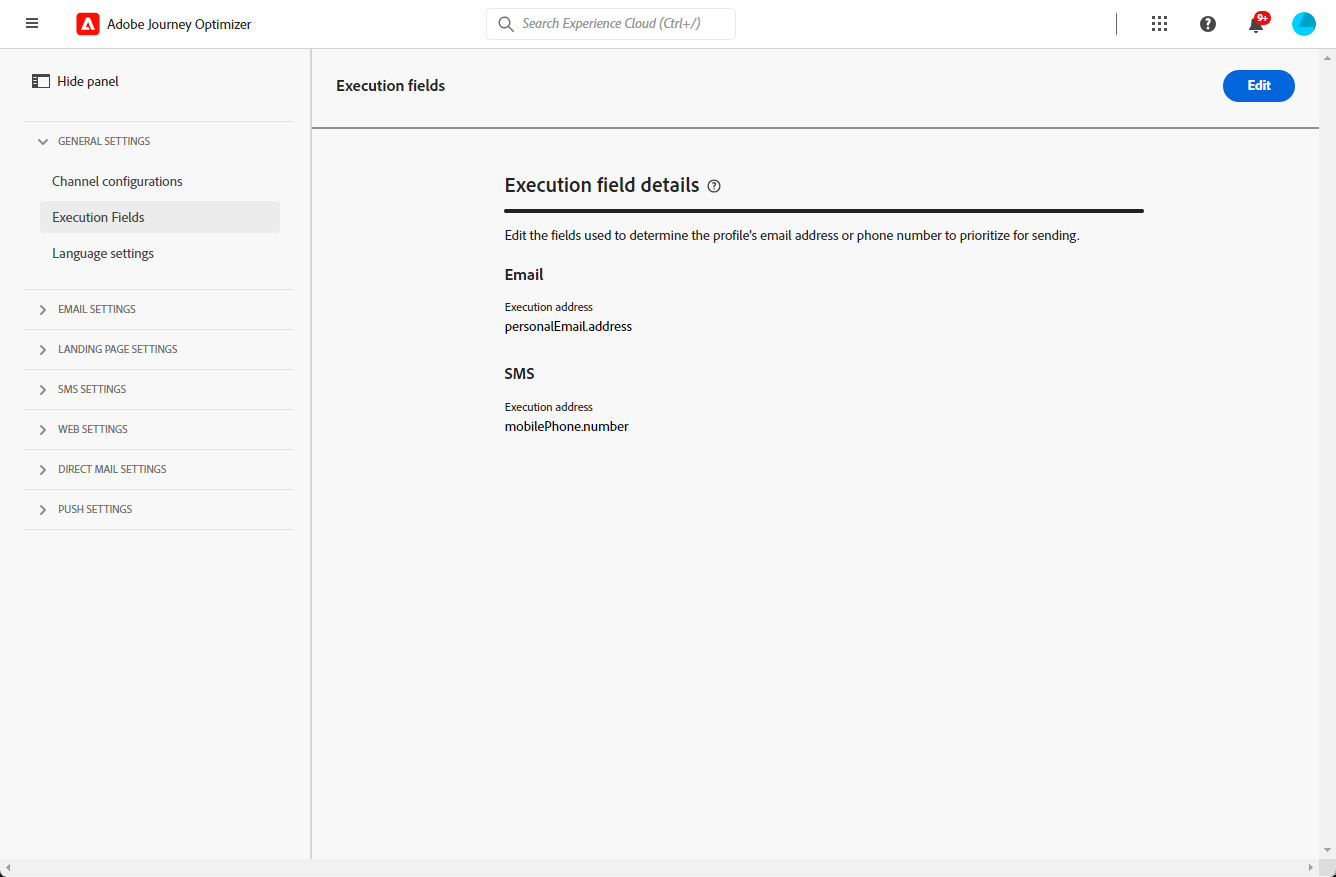 Adobe Journey Optimizer
Search Experience Cloud (Ctrl+/)
9+
Hide panel
GENERAL SETTINGS
Channel configurations
Execution Fields
Language settings
EMAIL SETTINGS
LANDING PAGE SETTINGS
SMS SETTINGS
WEB SETTINGS
DIRECT MAIL SETTINGS
PUSH SETTINGS
Execution fields
Edit
Execution field details
Edit the fields used to determine the profile's email address or phone number to prioritize for sending.
Email
Execution address
personalEmail.address
SMS
Execution address
mobilePhone.number